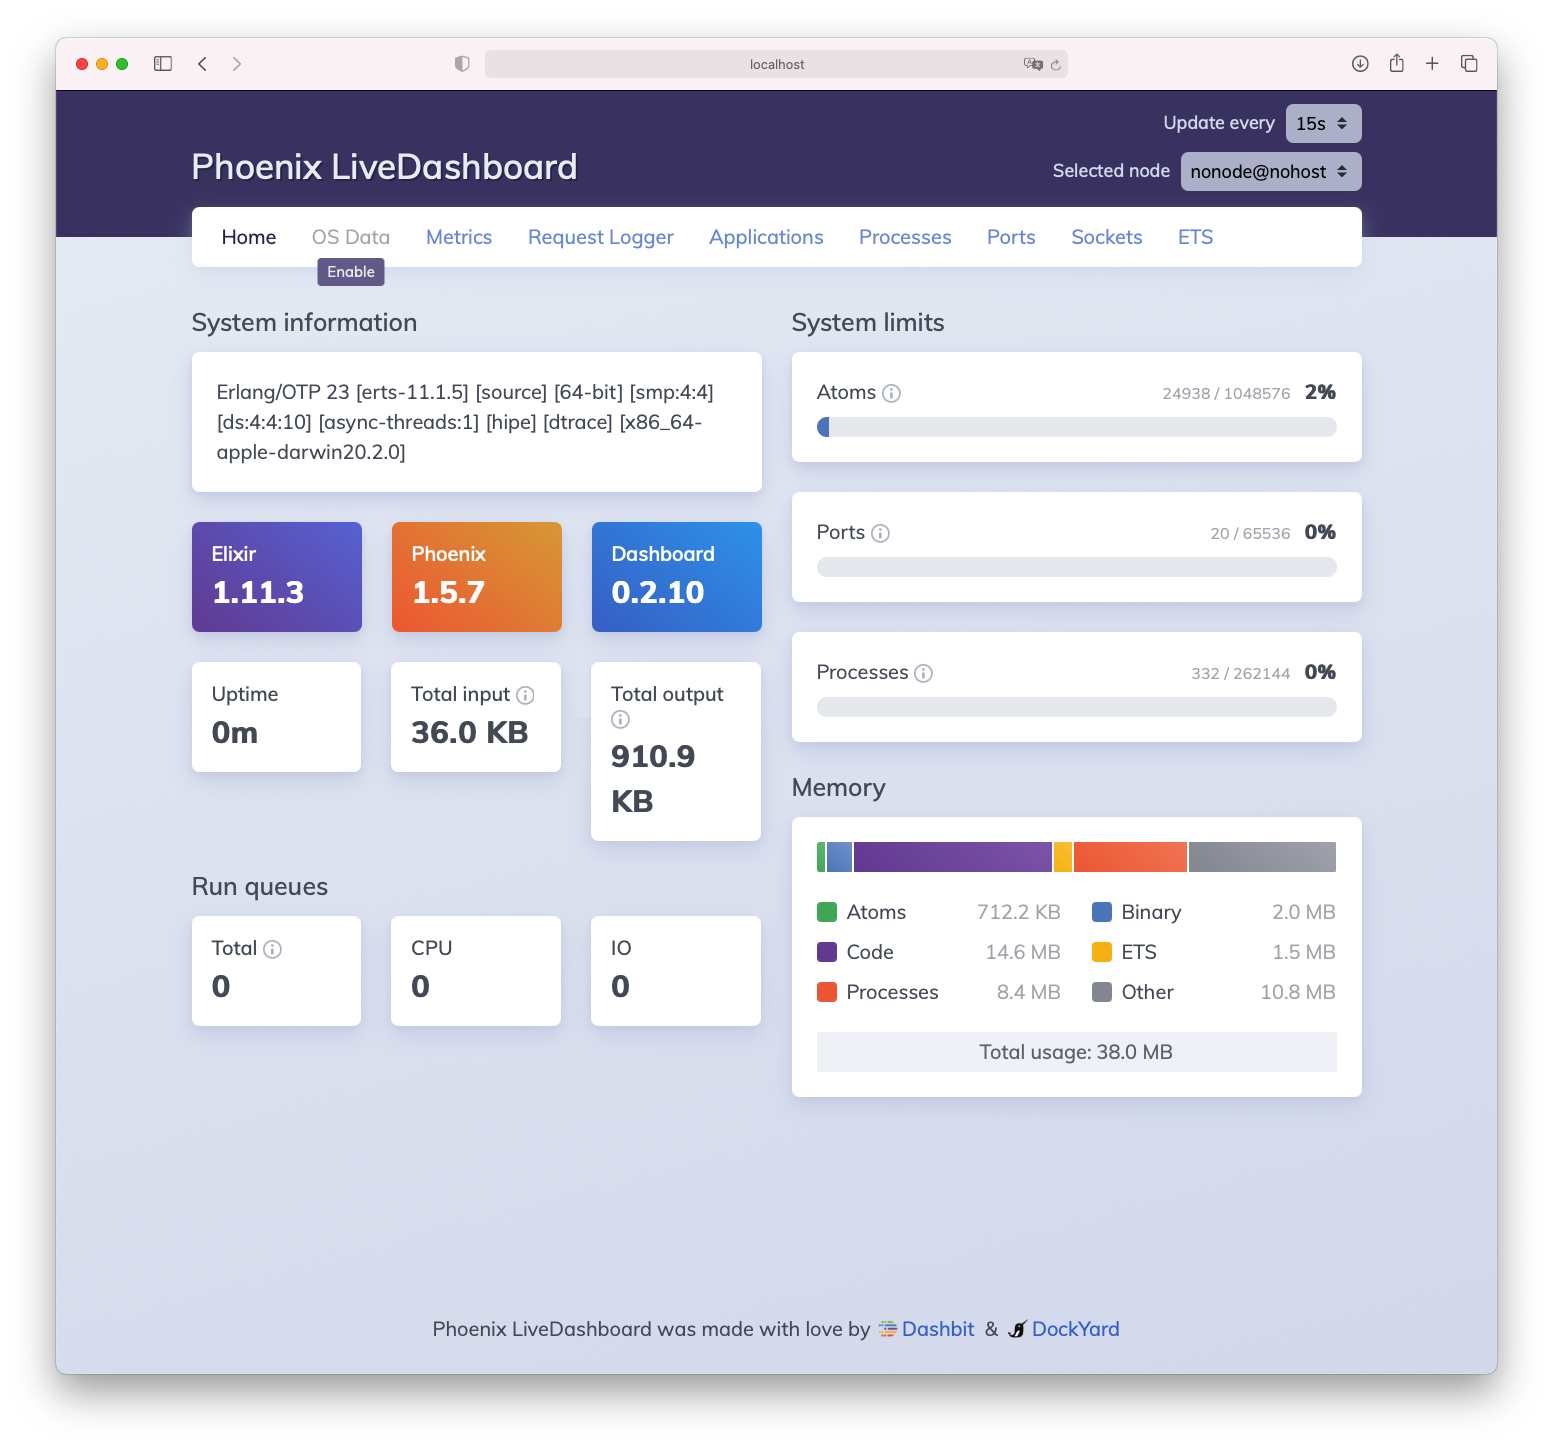 localhost
Update every 15s
Phoenix LiveDashboard
Selected node nonode@nohost
Home OS Data Metrics Request Logger Applications Processes Ports Sockets ETS
Enable
System information
Erlang/OTP 23 [erts-11.1.5] [source] [64-bit] [smp:4:4]
[ds:4:4:10] [async-threads:1] [hipe] [dtrace] [x86_64-
apple-darwin20.2.0]
Elixir
1.11.3
Phoenix
1.5.7
Dashboard
0.2.10
Uptime
0m
Total input
36.0 KB
Total output
910.9
KB
Run queues
Total
0
CPU
0
IO
0
System limits
Atoms 24938 / 1048576 2%
Ports 20 / 65536 0%
Processes 332 / 262144 0%
Memory
Atoms 712.2 KB Binary 2.0 MB
Code 14.6 MB ETS 1.5 MB
Processes 8.4 MB Other 10.8 MB
Total usage: 38.0 MB
Phoenix LiveDashboard was made with love by Dashbit & DockYard